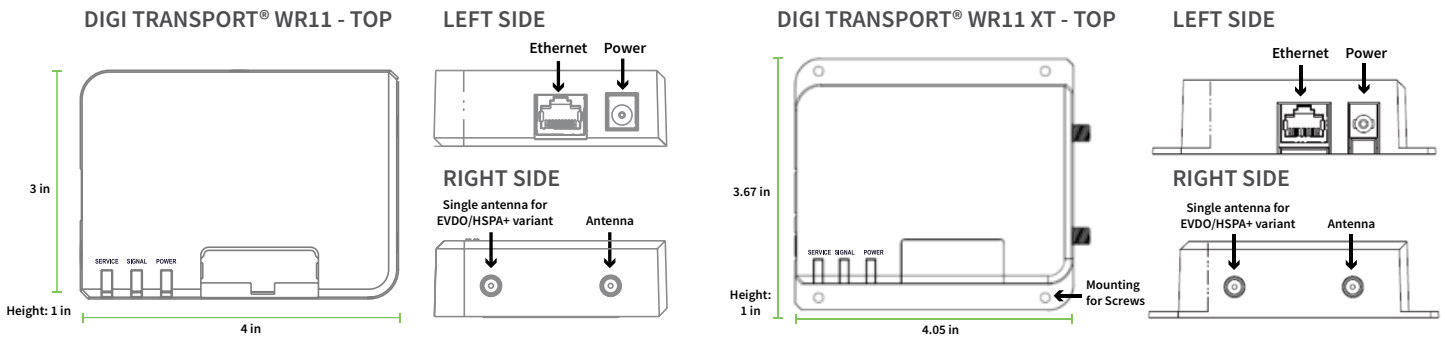 DIGI TRANSPORT® WR11 - TOP
3 in
SERVICE SIGNAL POWER
Height: 1 in
4 in
LEFT SIDE
Ethernet Power
RIGHT SIDE
Single antenna for
EVDO/HSPA+ variant
Antenna
DIGI TRANSPORT® WR11 XT - TOP
3.67 in
SERVICE SIGNAL POWER
Height:
1 in
4.05 in
Mounting
for Screws
LEFT SIDE
Ethernet Power
RIGHT SIDE
Single antenna for
EVDO/HSPA+ variant
Antenna